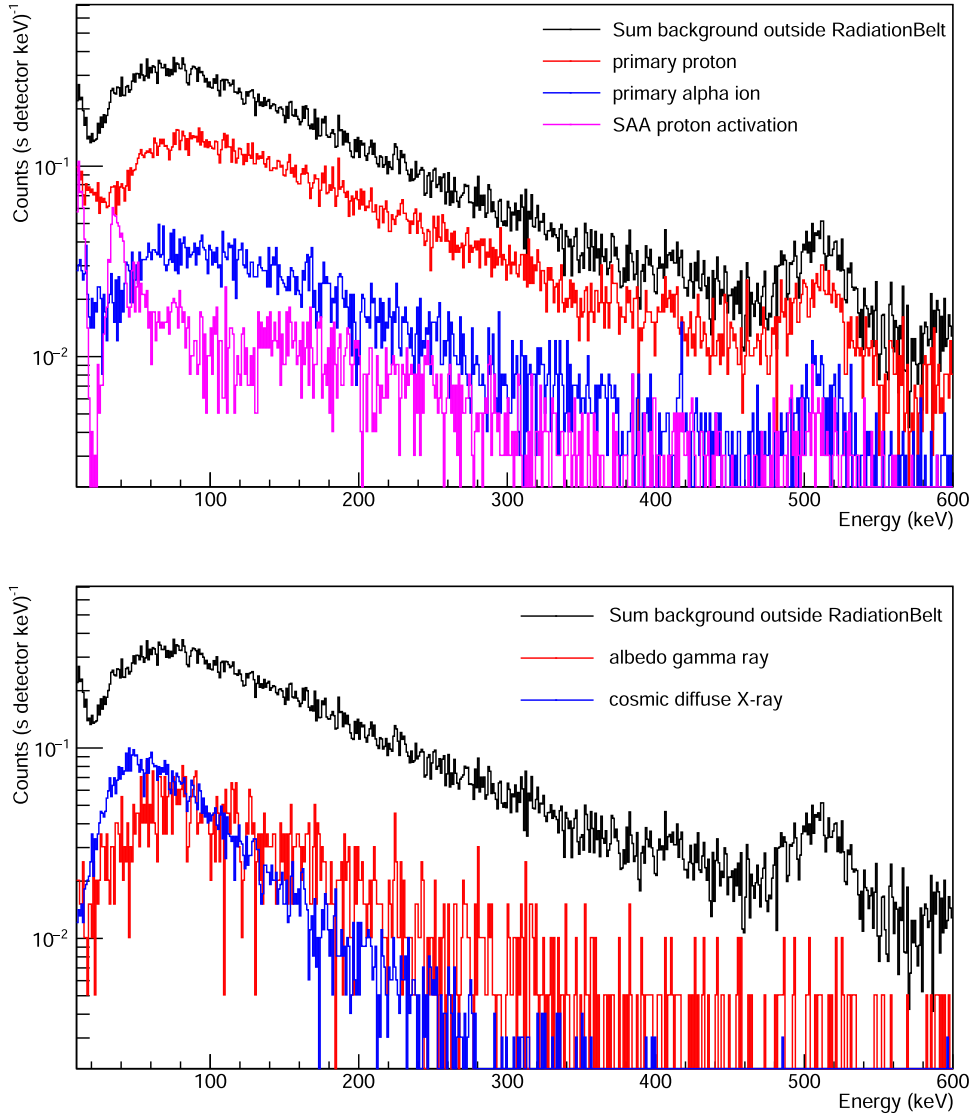 Counts (s detector keV)-1
Sum background outside RadiationBelt
primary proton
primary alpha ion
SAA proton activation
10-1
10-2
100 200 300 400 500 600
Energy (keV)
Counts (s detector keV)-1
Sum background outside RadiationBelt
albedo gamma ray
cosmic diffuse X-ray
10-1
10-2
100 200 300 400 500 600
Energy (keV)